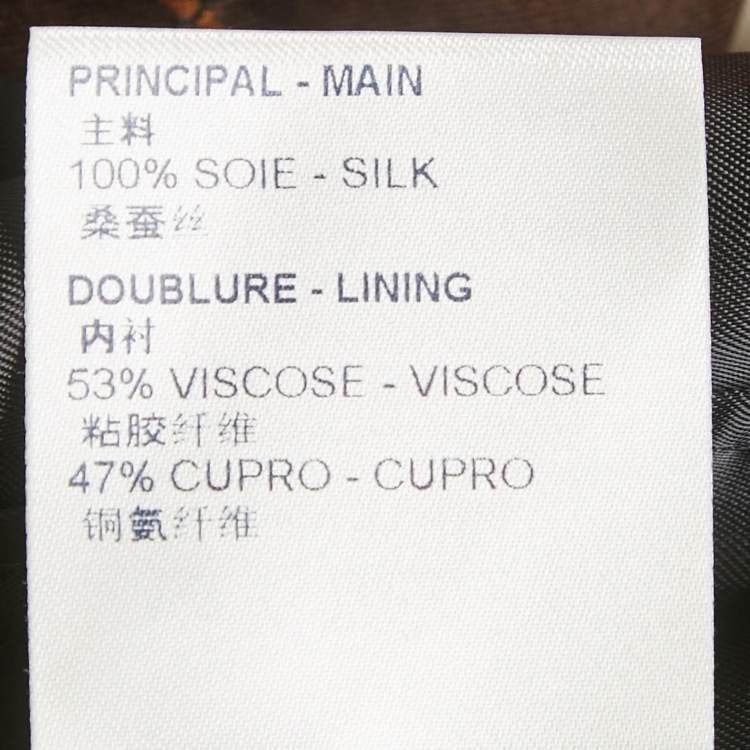 PRINCIPAL - MAIN
主料
100% SOIE - SILK
桑蚕丝
DOUBLURE - LINING
内衬
53% VISCOSE - VISCOSE
粘胶纤维
47% CUPRO - CUPRO
铜氨纤维